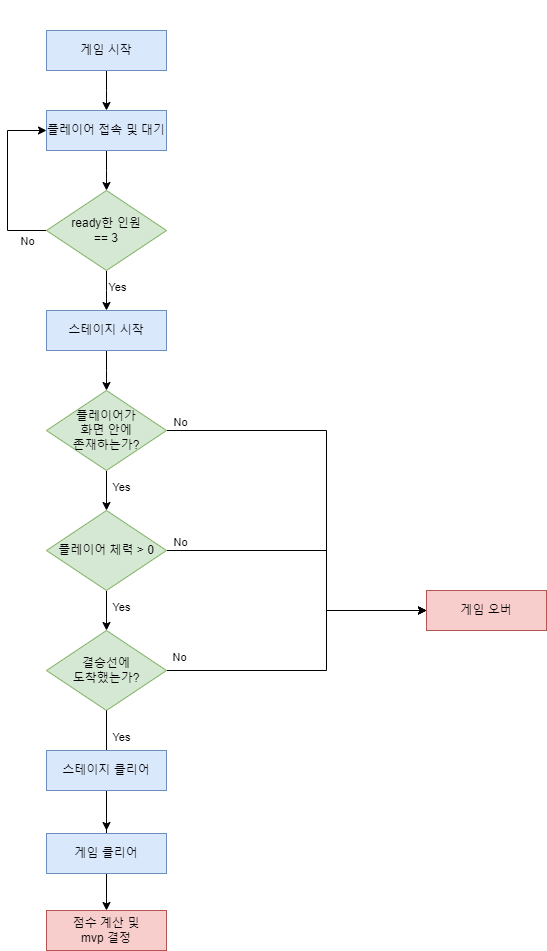 게임 시작
플레이어 접속 및 대기
ready한 인원
== 3
No
Yes
스테이지 시작
플레이어가
화면 안에
존재하는가?
No
Yes
플레이어 체력 > 0
No
Yes
게임 오버
결승선에
도착했는가?
No
Yes
스테이지 클리어
게임 클리어
점수 계산 및
mvp 결정